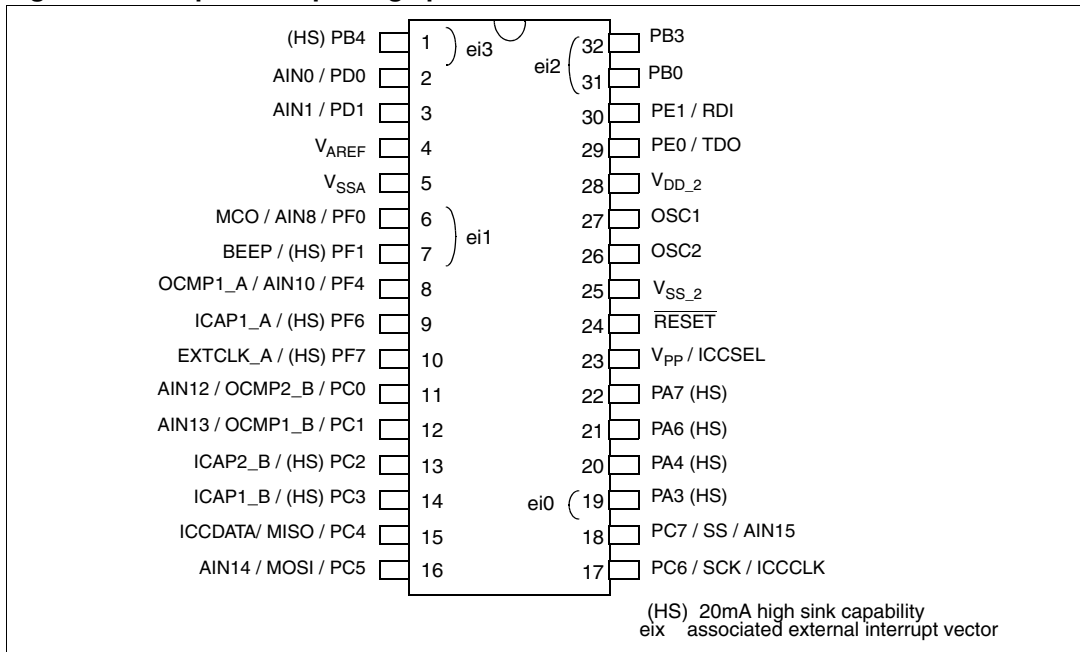 (HS) PB4 1 ei3 ei2 32 PB3
AIN0 / PD0 2 31 PB0
AIN1 / PD1 3 30 PE1 / RDI
VAREF 4 29 PE0 / TDO
VSSA 5 28 VDD_2
MCO / AIN8 / PF0 6 ei1 27 OSC1
BEEP / (HS) PF1 7 26 OSC2
OCMP1_A / AIN10 / PF4 8 25 VSS_2
ICAP1_A / (HS) PF6 9 24 RESET
EXTCLK_A / (HS) PF7 10 23 VPP / ICCSEL
AIN12 / OCMP2_B / PC0 11 22 PA7 (HS)
AIN13 / OCMP1_B / PC1 12 21 PA6 (HS)
ICAP2_B / (HS) PC2 13 20 PA4 (HS)
ICAP1_B / (HS) PC3 14 ei0 19 PA3 (HS)
ICCDATA/ MISO / PC4 15 18 PC7 / SS / AIN15
AIN14 / MOSI / PC5 16 17 PC6 / SCK / ICCCLK
(HS) 20mA high sink capability
eix associated external interrupt vector